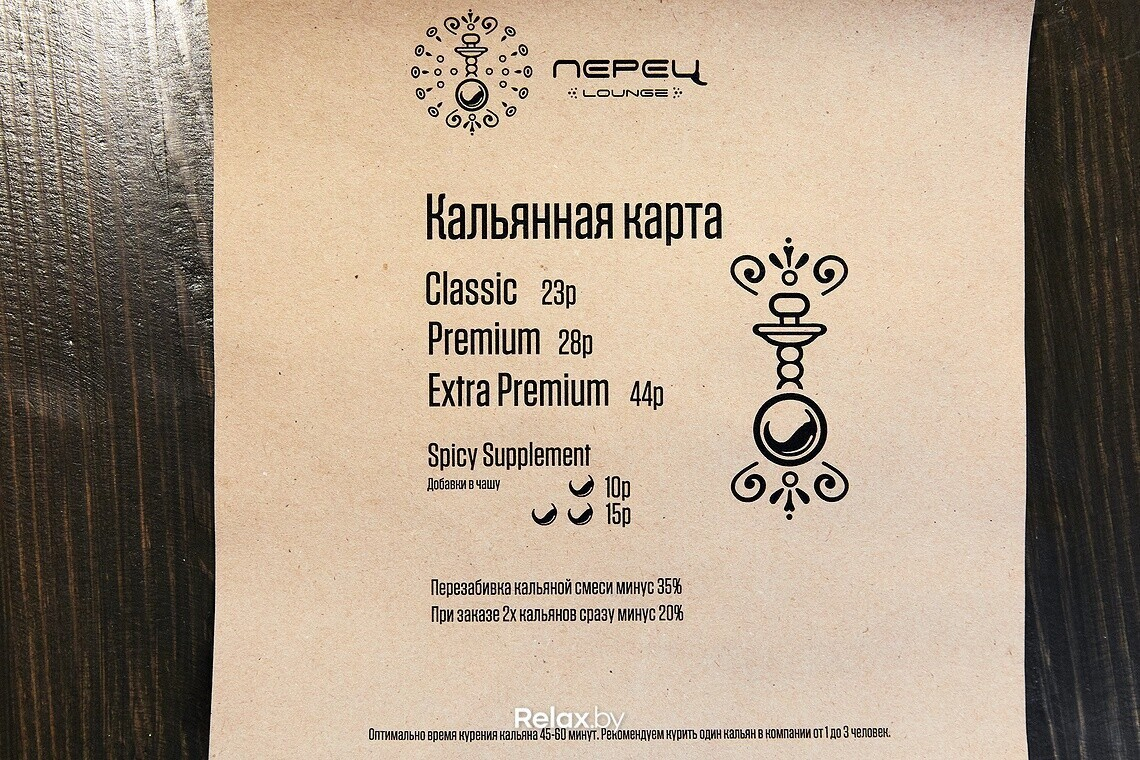 ПЕРЕЦ
LOUNGE
Кальянная карта
Classic 23р
Premium 28р
Extra Premium 44р
Spicy Supplement
Добавки в чашу
10р
15р
Перезабивка кальяной смеси минус 35%
При заказе 2х кальянов сразу минус 20%
Relax.by
Оптимально время курения кальяна 45-60 минут. Рекомендуем курить один кальян в компании от 1 до 3 человек.